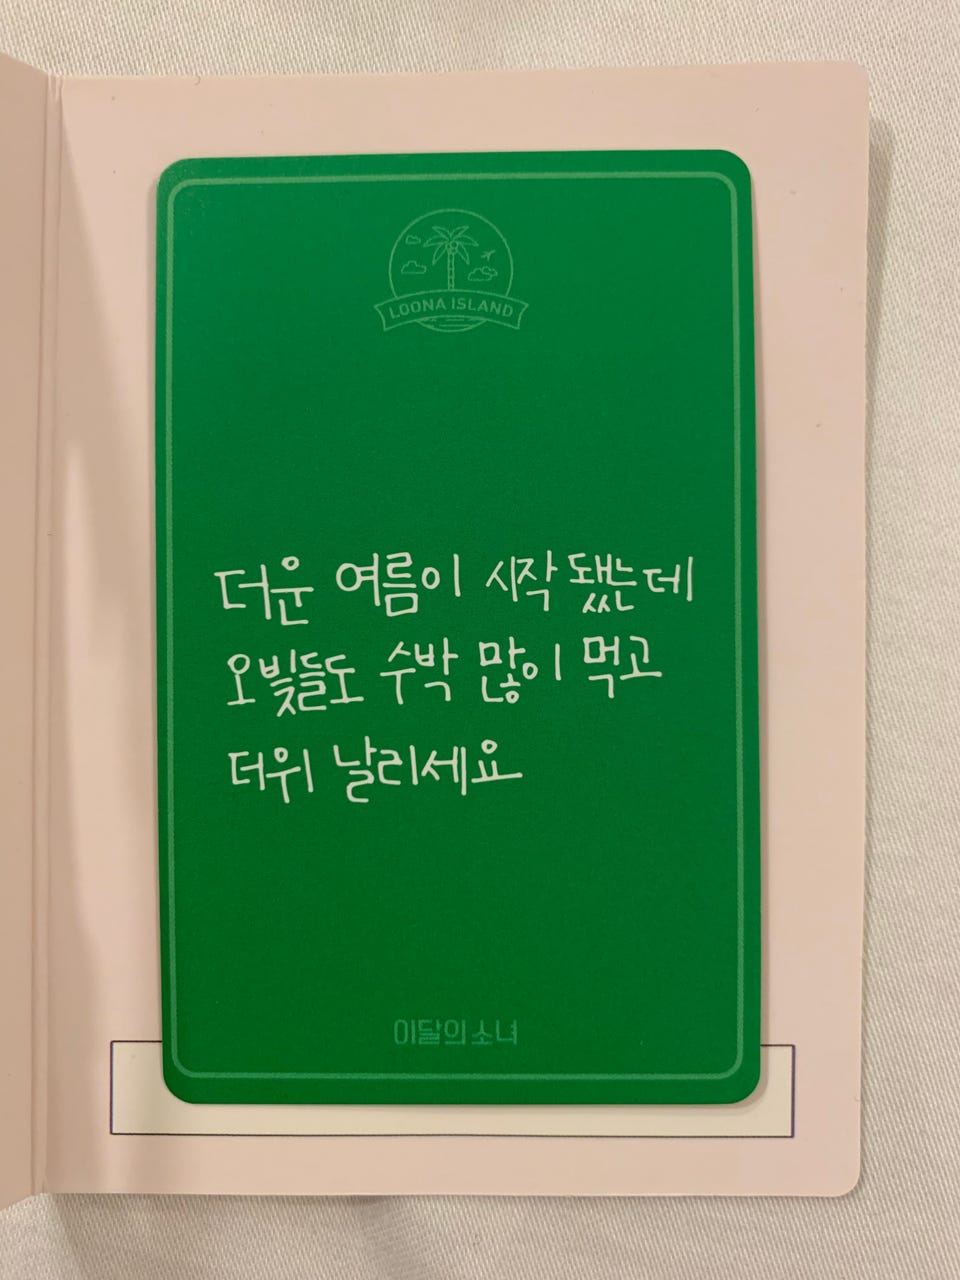 LOONA ISLAND
더운 여름이 시작됐는데
오빛들도 수박 많이 먹고
더위 날리세요
이달의 소녀